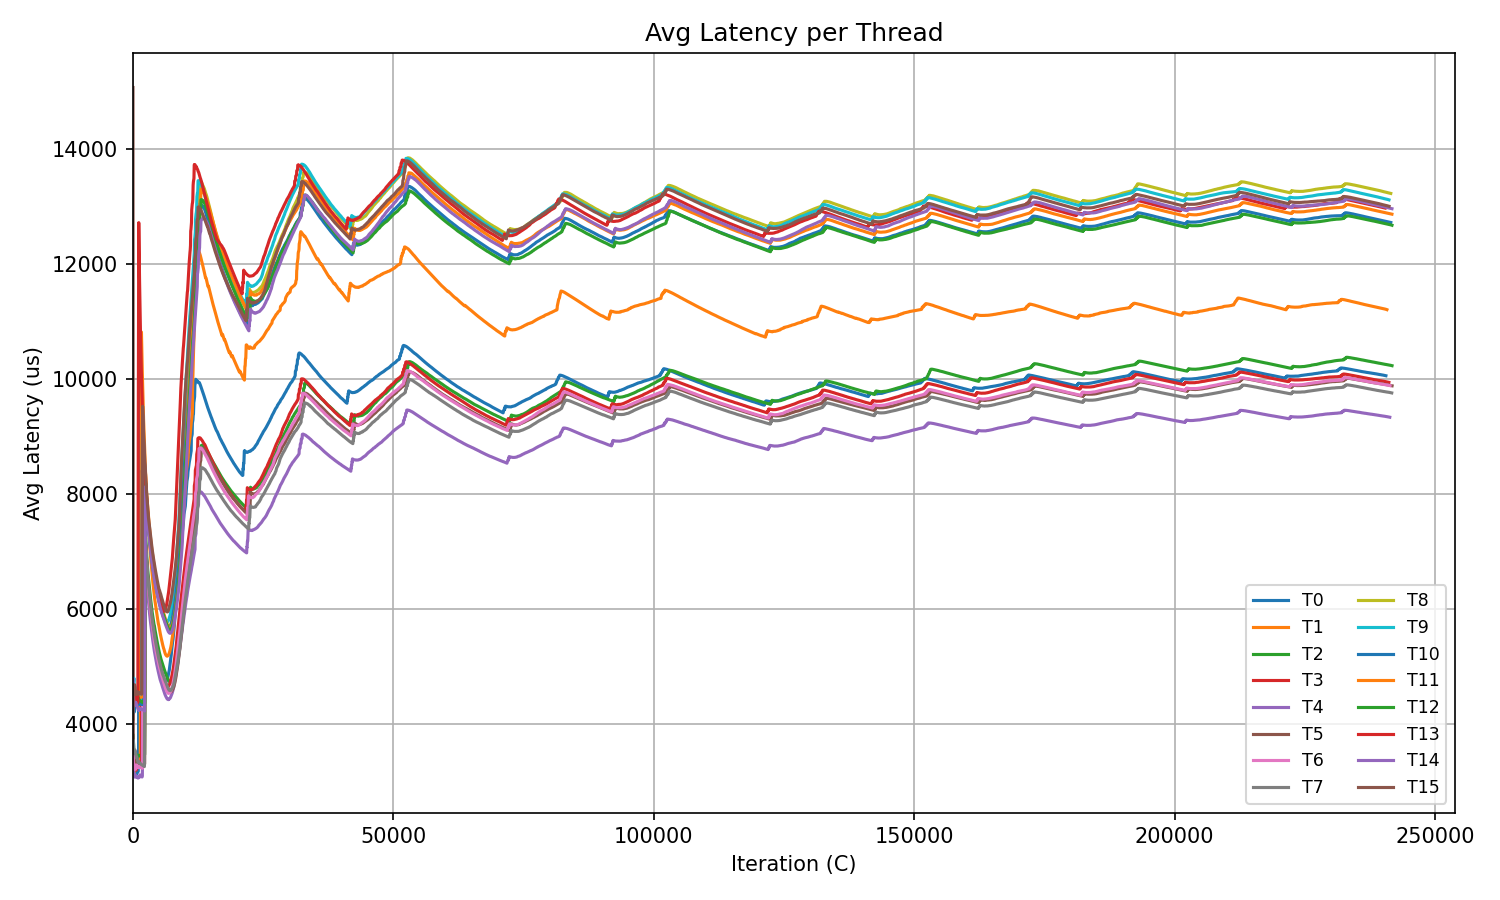 Avg Latency per Thread
Avg Latency (us)
14000
12000
10000
8000
6000
4000
0 50000 100000 150000 200000 250000
Iteration (C)
T0 T8
T1 T9
T2 T10
T3 T11
T4 T12
T5 T13
T6 T14
T7 T15